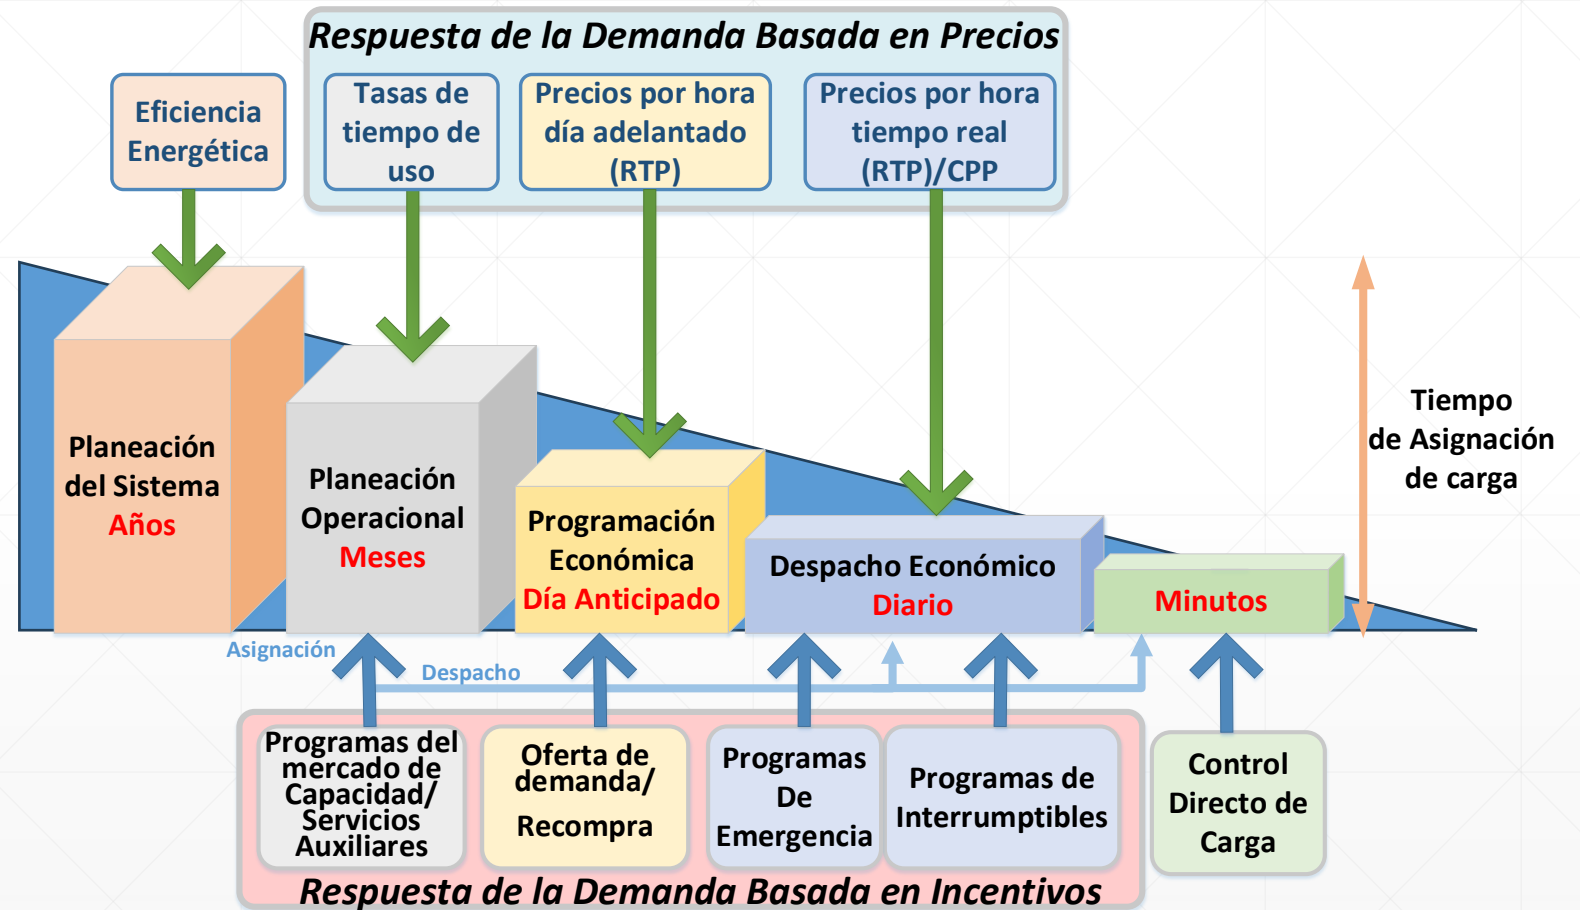 Respuesta de la Demanda Basada en Precios
Eficiencia
Energética
Tasas de
tiempo de
uso
Precios por hora
día adelantado
(RTP)
Precios por hora
tiempo real
(RTP)/CPP
Tiempo
de Asignación
de carga
Planeación
del Sistema
Años
Planeación
Operacional
Meses
Programación
Económica
Día Anticipado
Despacho Económico
Diario
Minutos
Asignación
Despacho
Programas del
mercado de
Capacidad/
Servicios
Auxiliares
Oferta de
demanda/
Recompra
Programas
De
Emergencia
Programas de
Interrumptibles
Control
Directo de
Carga
Respuesta de la Demanda Basada en Incentivos